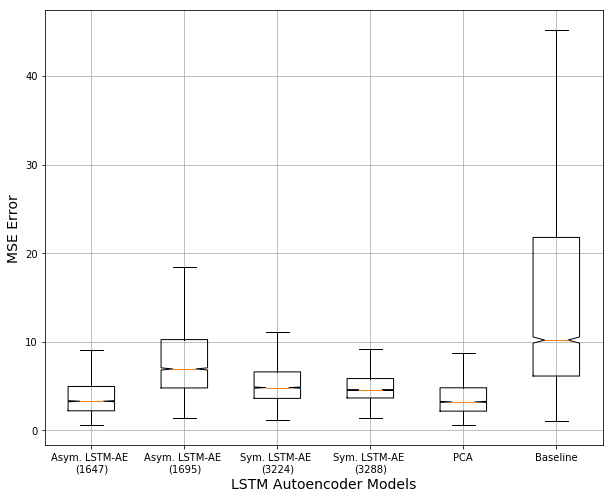 MSE Error
40
30
20
10
0
Asym. LSTM-AE
(1647)
Asym. LSTM-AE
(1695)
Sym. LSTM-AE
(3224)
Sym. LSTM-AE
(3288)
PCA
Baseline
LSTM Autoencoder Models